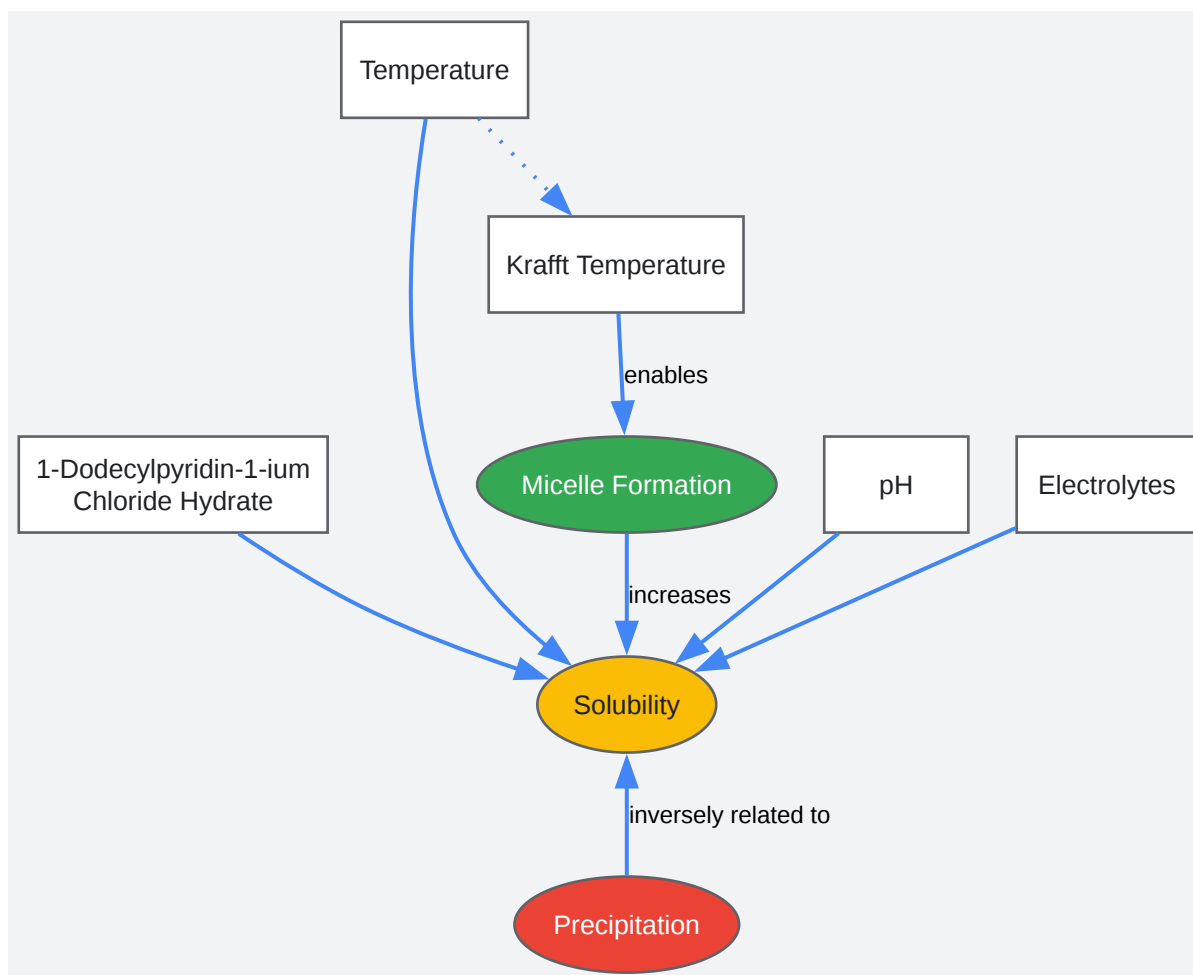 Temperature
Krafft Temperature
enables
1-Dodecylpyridin-1-ium
Chloride Hydrate
Micelle Formation
pH
Electrolytes
increases
Solubility
inversely related to
Precipitation